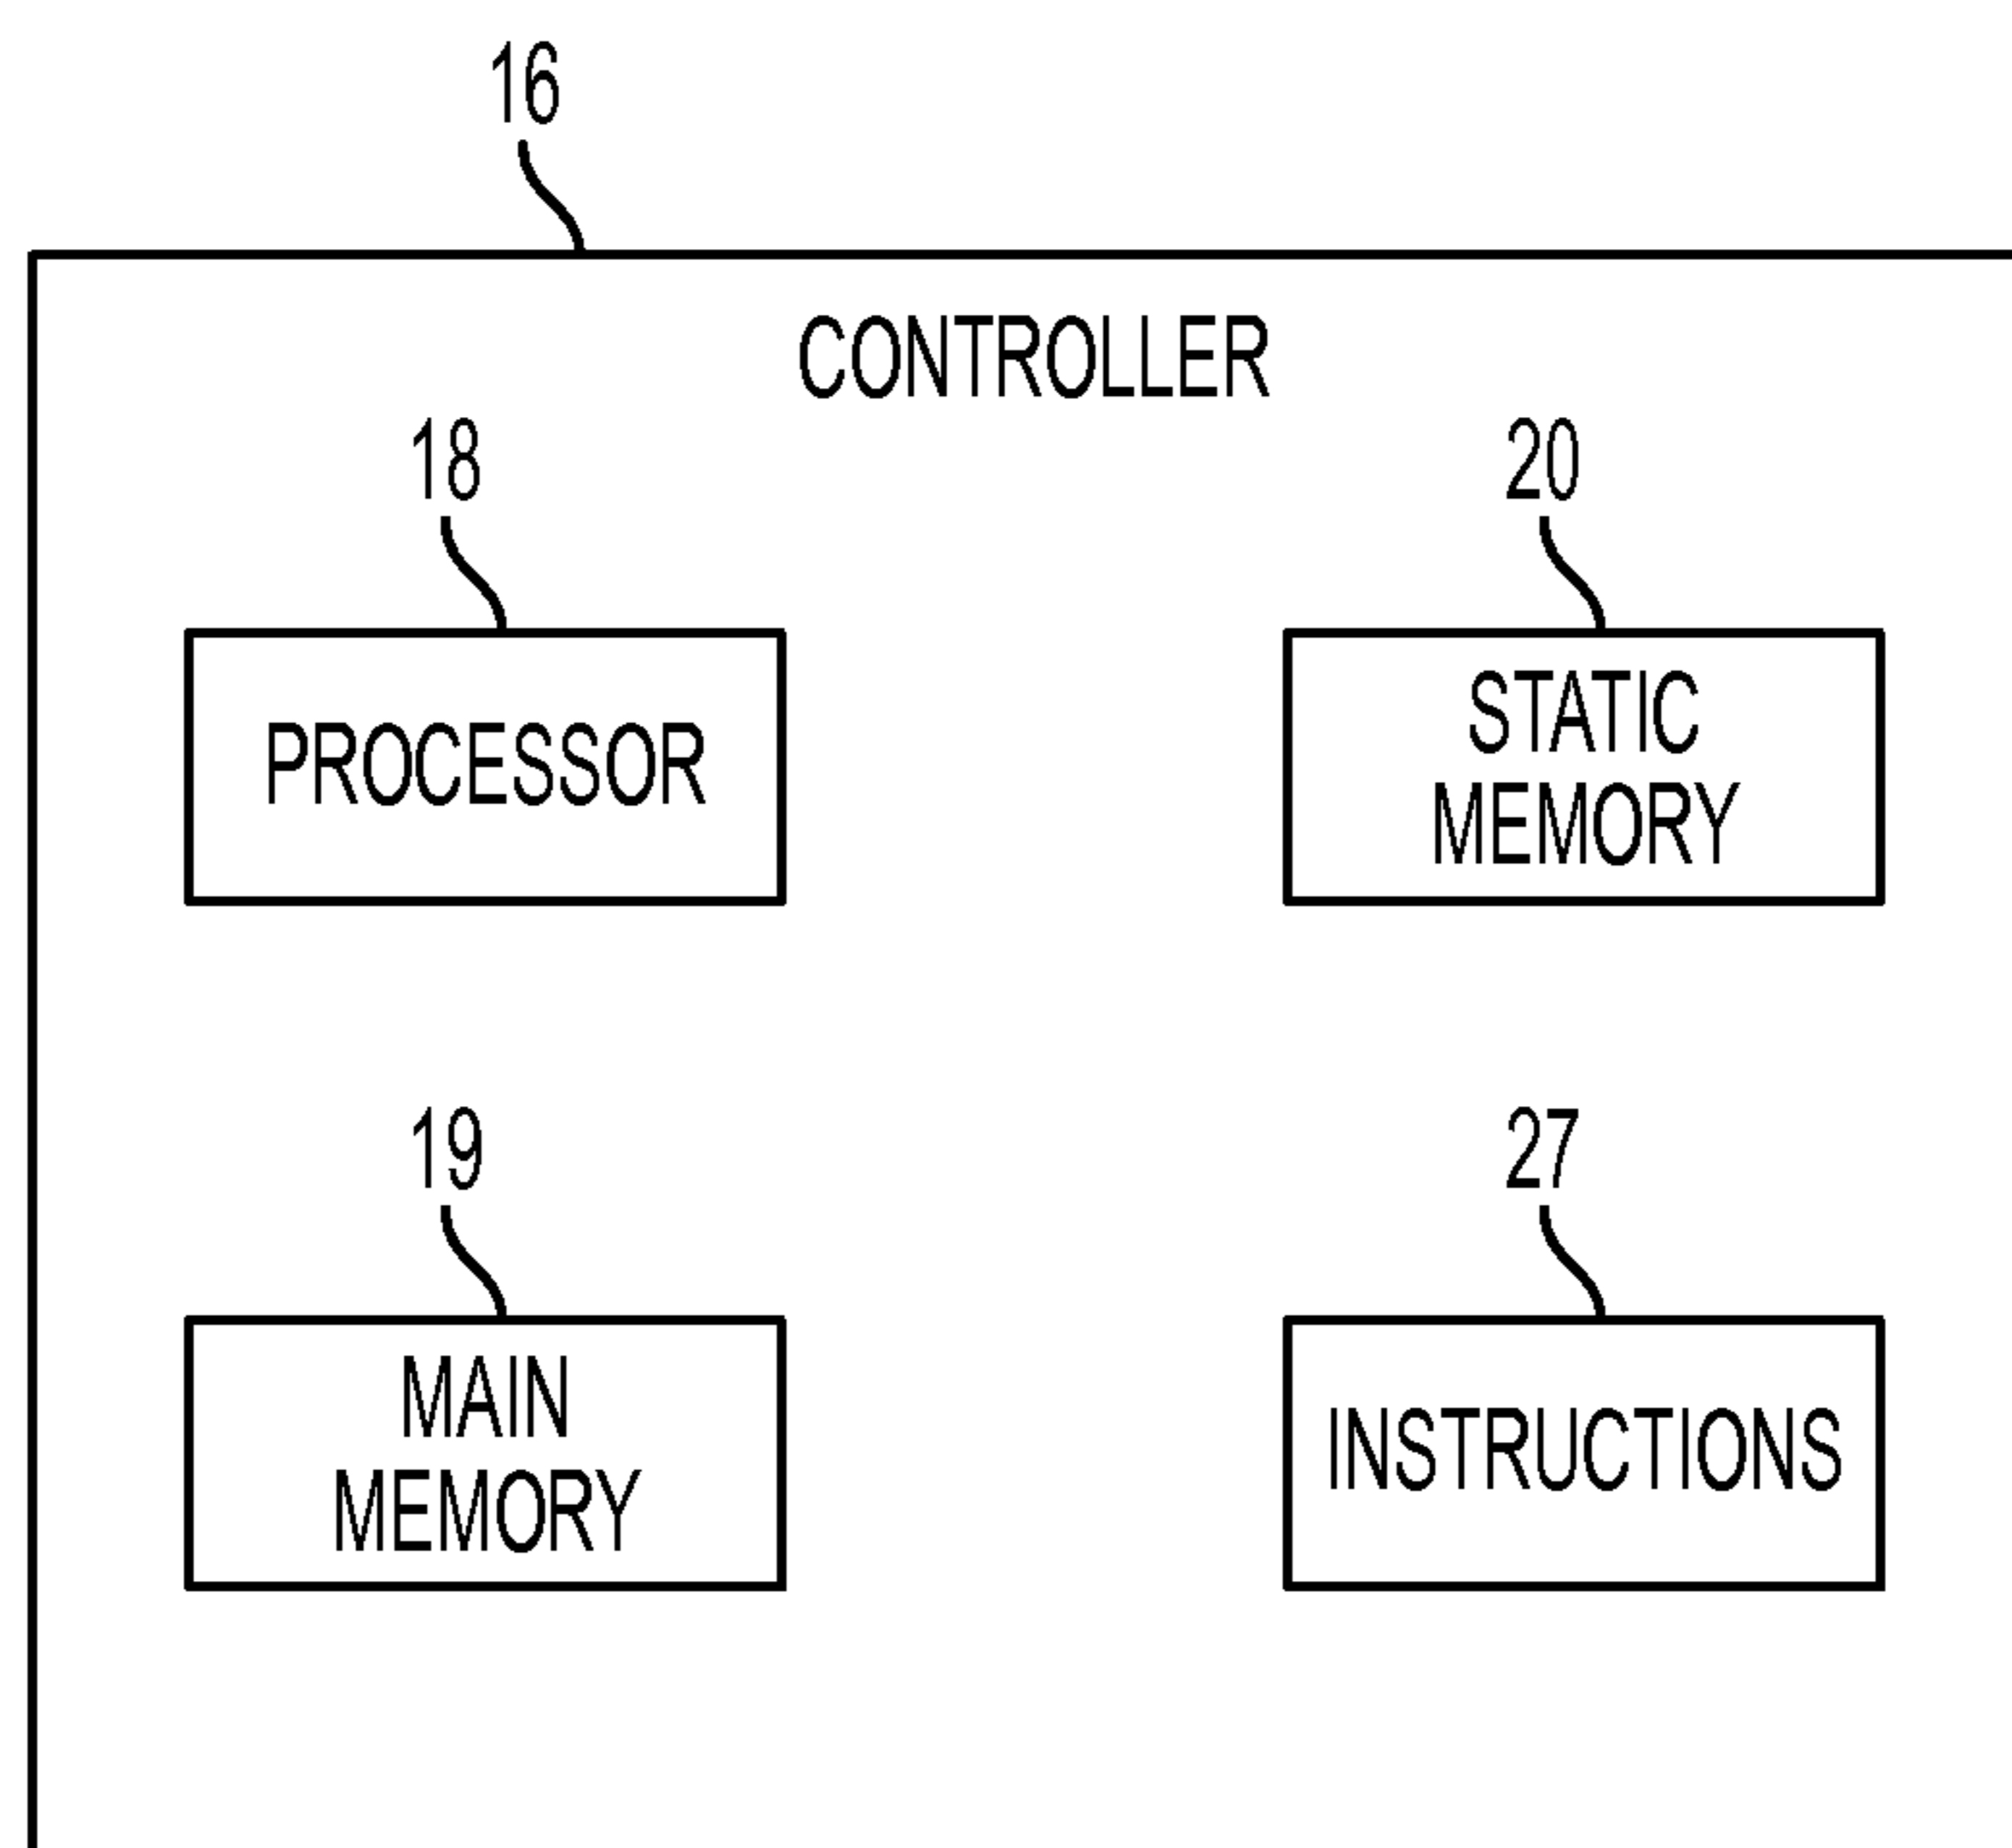 16
CONTROLLER
18
20
PROCESSOR
STATIC
MEMORY
19
27
MAIN
MEMORY
INSTRUCTIONS